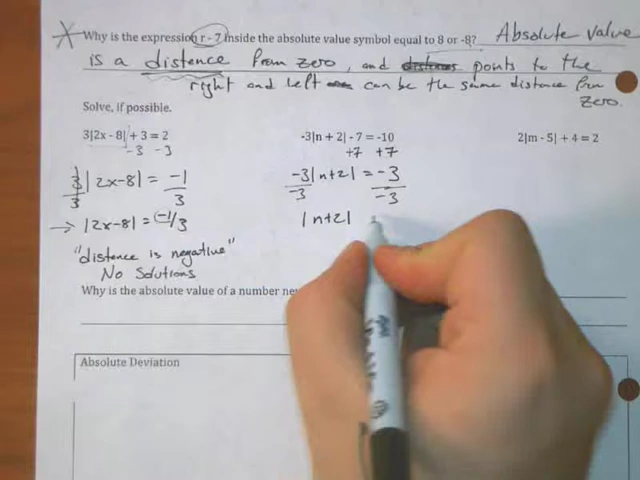 Why is the expression r - 7 inside the absolute value symbol equal to 8 or -8? Absolute value
is a distance from zero, and points to the
right and left can be the same distance from
zero.
Solve, if possible.
3|2x - 8| + 3 = 2
-3 -3
3|2x-8| = -1
3 3
→ |2x-8| = -1/3
"distance is negative"
No Solutions
-3|n + 2| - 7 = -10
+7 +7
-3|n+2| = -3
-3 -3
|n+2|
2|m - 5| + 4 = 2
Why is the absolute value of a number
Absolute Deviation